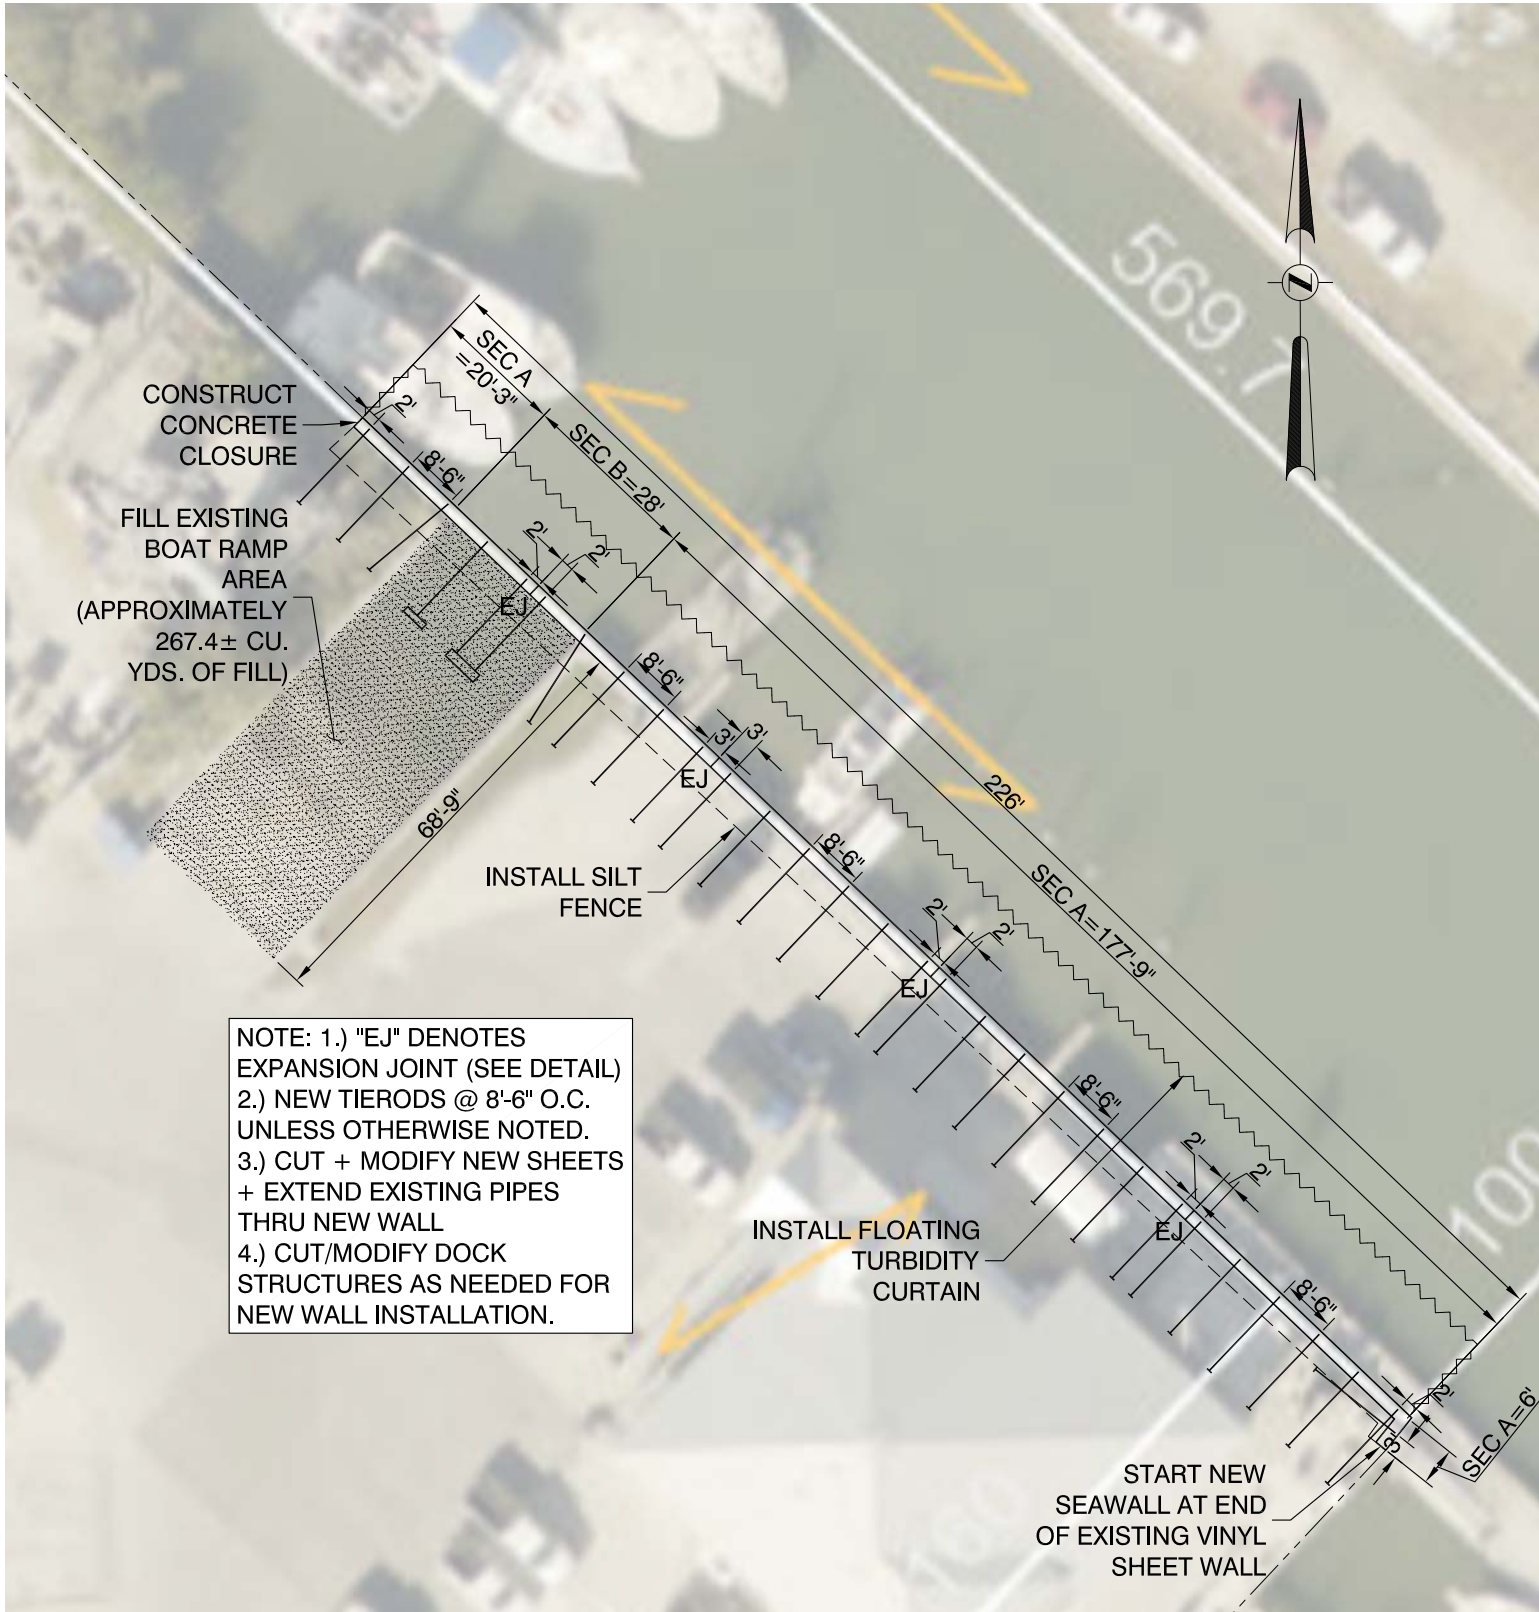 569.7
N
SEC A
=20'-3"
SEC B=28'
CONSTRUCT
CONCRETE
CLOSURE
2'
8'-6"
FILL EXISTING
BOAT RAMP
AREA
(APPROXIMATELY
267.4± CU.
YDS. OF FILL)
2'
2'
EJ
8'-6"
3'
3'
EJ
68'-9"
226'
INSTALL SILT
FENCE
8'-6"
SEC A=177'-9"
2'
2'
EJ
NOTE: 1.) "EJ" DENOTES
EXPANSION JOINT (SEE DETAIL)
2.) NEW TIERODS @ 8'-6" O.C.
UNLESS OTHERWISE NOTED.
3.) CUT + MODIFY NEW SHEETS
+ EXTEND EXISTING PIPES
THRU NEW WALL
4.) CUT/MODIFY DOCK
STRUCTURES AS NEEDED FOR
NEW WALL INSTALLATION.
8'-6"
2'
2'
EJ
100
INSTALL FLOATING
TURBIDITY
CURTAIN
8'-6"
2'
3'
SEC A=6'
START NEW
SEAWALL AT END
OF EXISTING VINYL
SHEET WALL
160